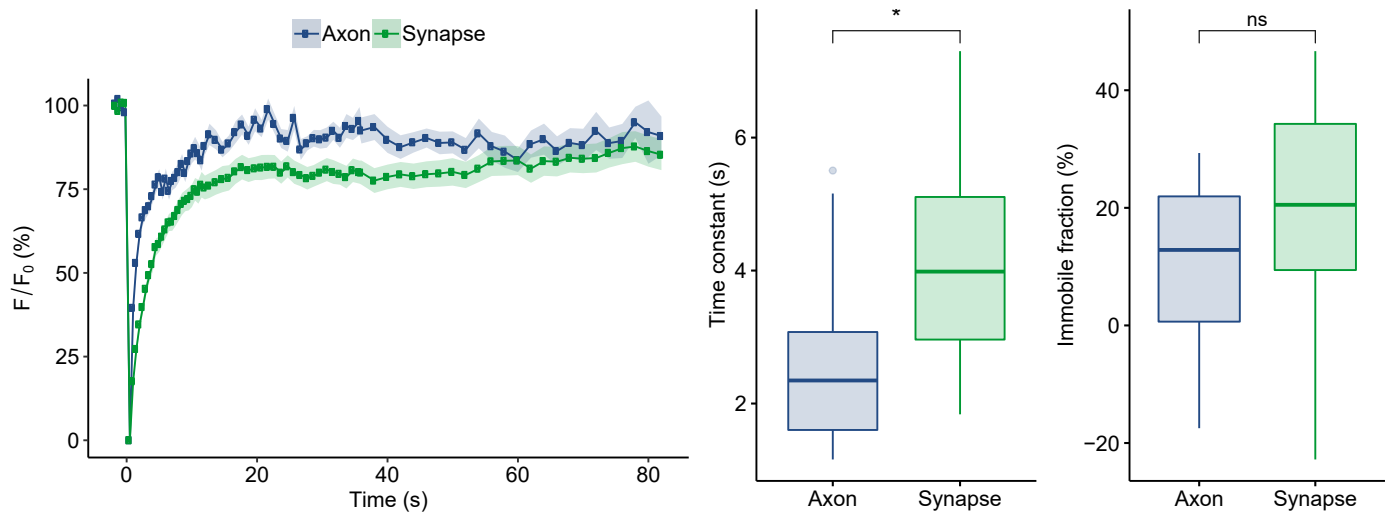 Axon Synapse
F/F₀ (%)
100
75
50
25
0
0 20 40 60 80
Time (s)
Time constant (s)
*
6
4
2
Axon Synapse
Immobile fraction (%)
ns
40
20
0
−20
Axon Synapse